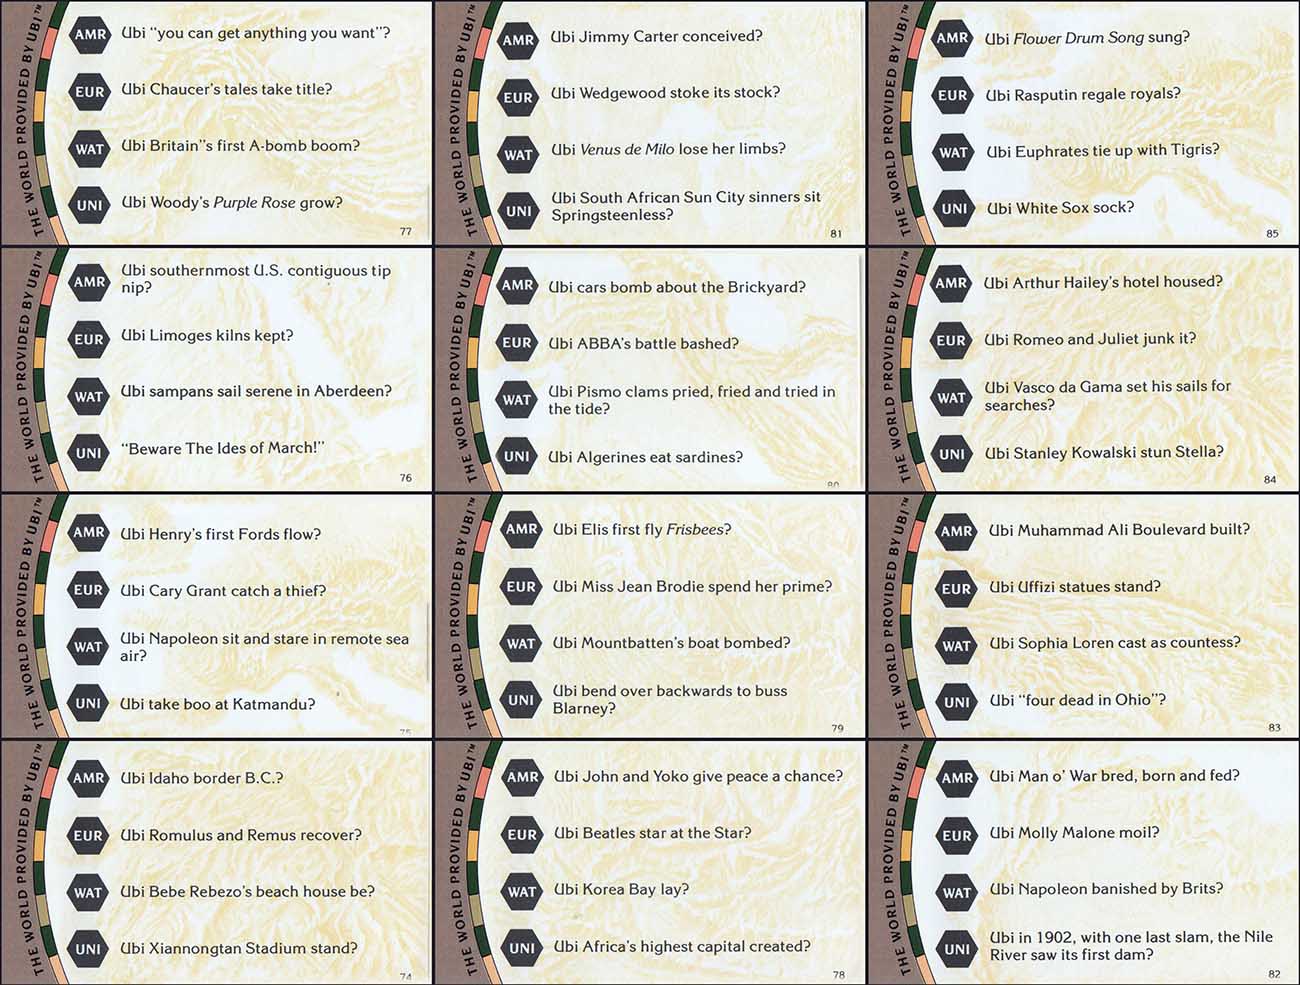 THE WORLD PROVIDED BY UBI™
AMR Ubi "you can get anything you want"?
EUR Ubi Chaucer's tales take title?
WAT Ubi Britain"s first A-bomb boom?
UNI Ubi Woody's Purple Rose grow?
77
THE WORLD PROVIDED BY UBI™
AMR Ubi Jimmy Carter conceived?
EUR Ubi Wedgewood stoke its stock?
WAT Ubi Venus de Milo lose her limbs?
UNI Ubi South African Sun City sinners sit
Springsteenless?
81
THE WORLD PROVIDED BY UBI™
AMR Ubi Flower Drum Song sung?
EUR Ubi Rasputin regale royals?
WAT Ubi Euphrates tie up with Tigris?
UNI Ubi White Sox sock?
85
THE WORLD PROVIDED BY UBI™
AMR Ubi southernmost U.S. contiguous tip
nip?
EUR Ubi Limoges kilns kept?
WAT Ubi sampans sail serene in Aberdeen?
UNI "Beware The Ides of March!"
76
THE WORLD PROVIDED BY UBI™
AMR Ubi cars bomb about the Brickyard?
EUR Ubi ABBA's battle bashed?
WAT Ubi Pismo clams pried, fried and tried in
the tide?
UNI Ubi Algerines eat sardines?
80
THE WORLD PROVIDED BY UBI™
AMR Ubi Arthur Hailey's hotel housed?
EUR Ubi Romeo and Juliet junk it?
WAT Ubi Vasco da Gama set his sails for
searches?
UNI Ubi Stanley Kowalski stun Stella?
84
THE WORLD PROVIDED BY UBI™
AMR Ubi Henry's first Fords flow?
EUR Ubi Cary Grant catch a thief?
WAT Ubi Napoleon sit and stare in remote sea
air?
UNI Ubi take boo at Katmandu?
75
THE WORLD PROVIDED BY UBI™
AMR Ubi Elis first fly Frisbees?
EUR Ubi Miss Jean Brodie spend her prime?
WAT Ubi Mountbatten's boat bombed?
UNI Ubi bend over backwards to buss
Blarney?
79
THE WORLD PROVIDED BY UBI™
AMR Ubi Muhammad Ali Boulevard built?
EUR Ubi Uffizi statues stand?
WAT Ubi Sophia Loren cast as countess?
UNI Ubi "four dead in Ohio"?
83
THE WORLD PROVIDED BY UBI™
AMR Ubi Idaho border B.C.?
EUR Ubi Romulus and Remus recover?
WAT Ubi Bebe Rebezo's beach house be?
UNI Ubi Xiannongtan Stadium stand?
74
THE WORLD PROVIDED BY UBI™
AMR Ubi John and Yoko give peace a chance?
EUR Ubi Beatles star at the Star?
WAT Ubi Korea Bay lay?
UNI Ubi Africa's highest capital created?
78
THE WORLD PROVIDED BY UBI™
AMR Ubi Man o' War bred, born and fed?
EUR Ubi Molly Malone moil?
WAT Ubi Napoleon banished by Brits?
UNI Ubi in 1902, with one last slam, the Nile
River saw its first dam?
82